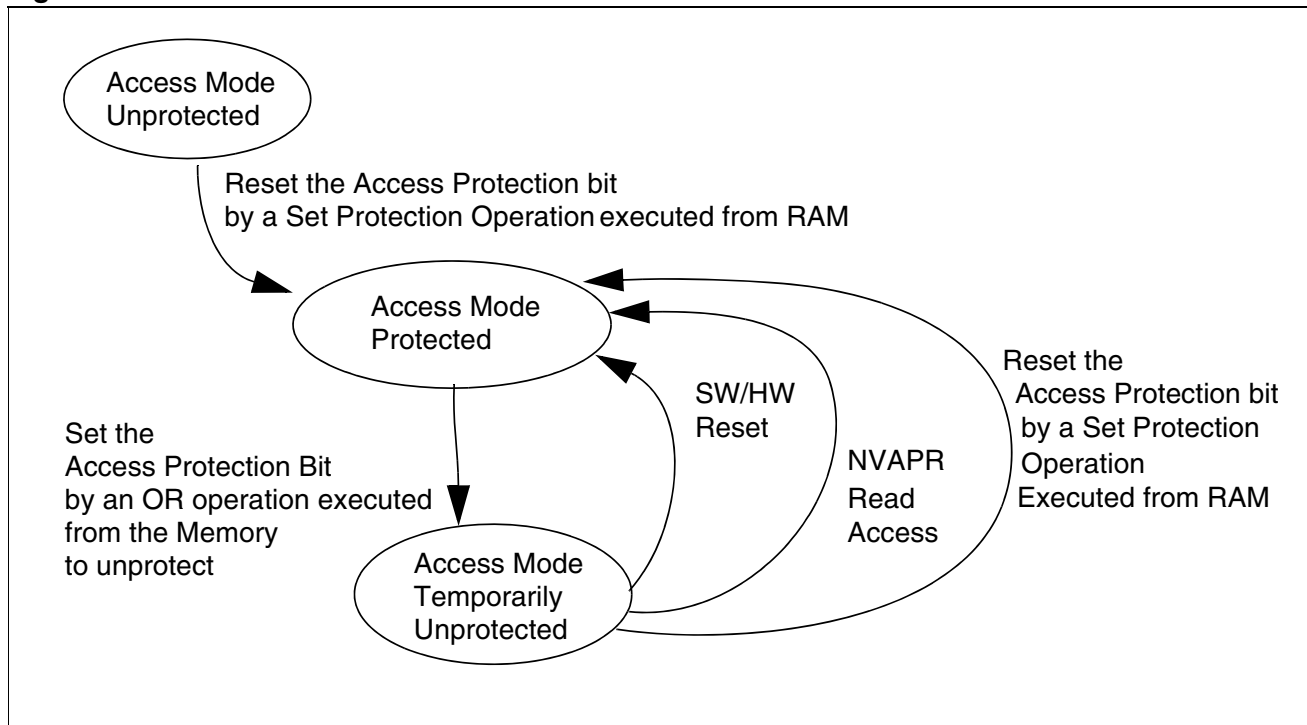 Access Mode
Unprotected
Reset the Access Protection bit
by a Set Protection Operation executed from RAM
Access Mode
Protected
SW/HW
Reset
NVAPR
Read
Access
Reset the
Access Protection bit
by a Set Protection
Operation
Executed from RAM
Set the
Access Protection Bit
by an OR operation executed
from the Memory
to unprotect
Access Mode
Temporarily
Unprotected